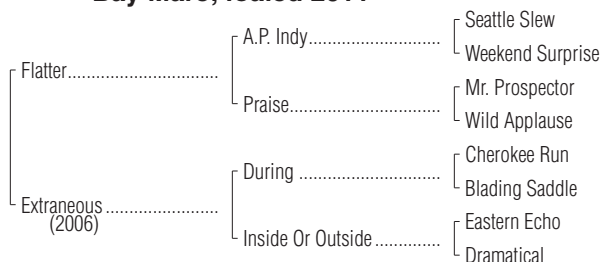 Bay Mare, foaled
Seattle Slew
A.P. Indy
Weekend Surprise
Flatter
Mr. Prospector
Praise
Wild Applause
Cherokee Run
During
Blading Saddle
Extraneous
(2006)
Eastern Echo
Inside Or Outside
Dramatical